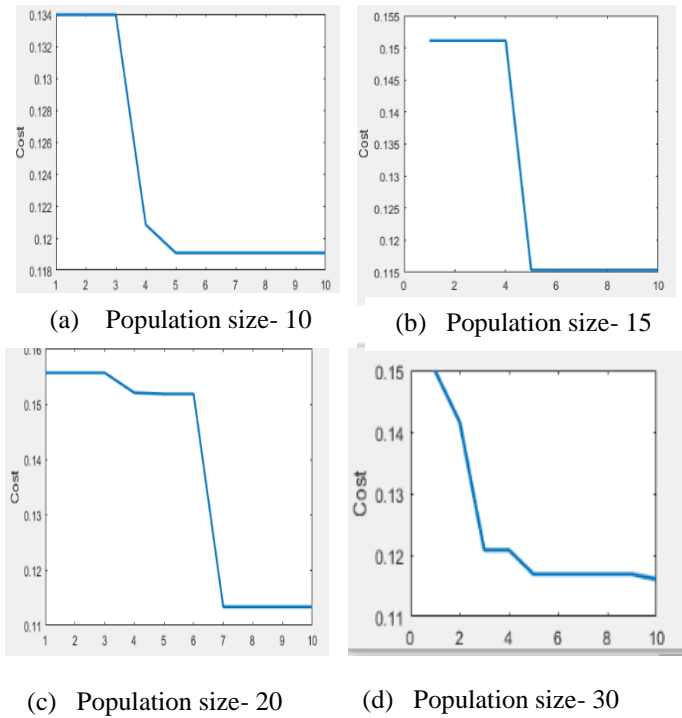 0.134
0.13
0.128
0.126
0.124
0.122
0.12
0.118
Cost
1 2 3 4 5 6 7 8 9 10
(a) Population size- 10
0.155
0.15
0.145
0.14
0.135
0.13
0.125
0.12
0.115
Cost
0 2 4 6 8 10
(b) Population size- 15
0.16
0.15
0.14
0.13
0.12
0.11
Cost
1 2 3 4 5 6 7 8 9 10
(c) Population size- 20
0.15
0.14
0.13
0.12
0.11
Cost
0 2 4 6 8 10
(d) Population size- 30